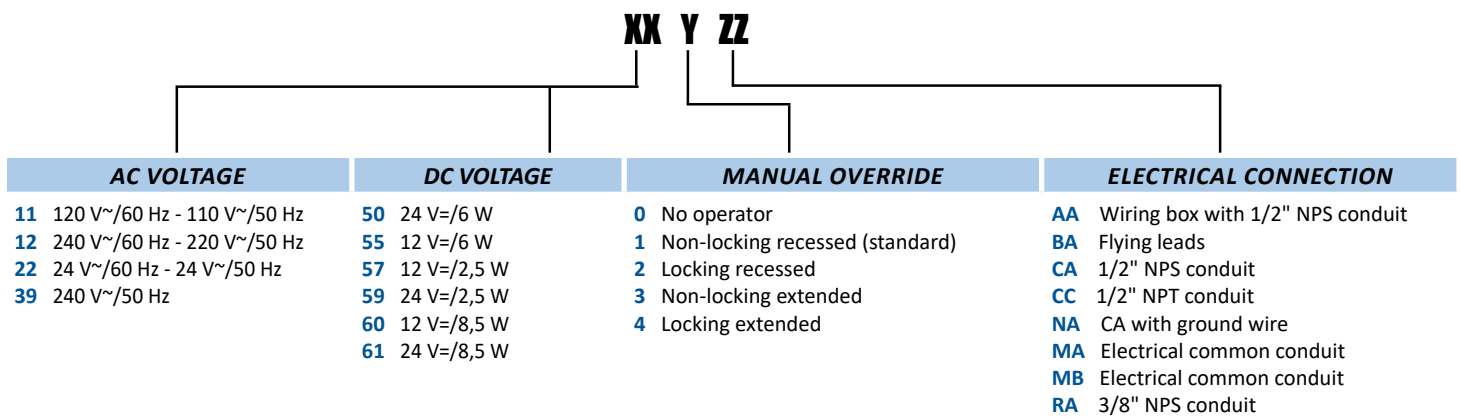 XX Y ZZ
AC VOLTAGE
11 120 V~/60 Hz - 110 V~/50 Hz
12 240 V~/60 Hz - 220 V~/50 Hz
22 24 V~/60 Hz - 24 V~/50 Hz
39 240 V~/50 Hz
DC VOLTAGE
50 24 V=/6 W
55 12 V=/6 W
57 12 V=/2,5 W
59 24 V=/2,5 W
60 12 V=/8,5 W
61 24 V=/8,5 W
MANUAL OVERRIDE
0 No operator
1 Non-locking recessed (standard)
2 Locking recessed
3 Non-locking extended
4 Locking extended
ELECTRICAL CONNECTION
AA Wiring box with 1/2" NPS conduit
BA Flying leads
CA 1/2" NPS conduit
CC 1/2" NPT conduit
NA CA with ground wire
MA Electrical common conduit
MB Electrical common conduit
RA 3/8" NPS conduit